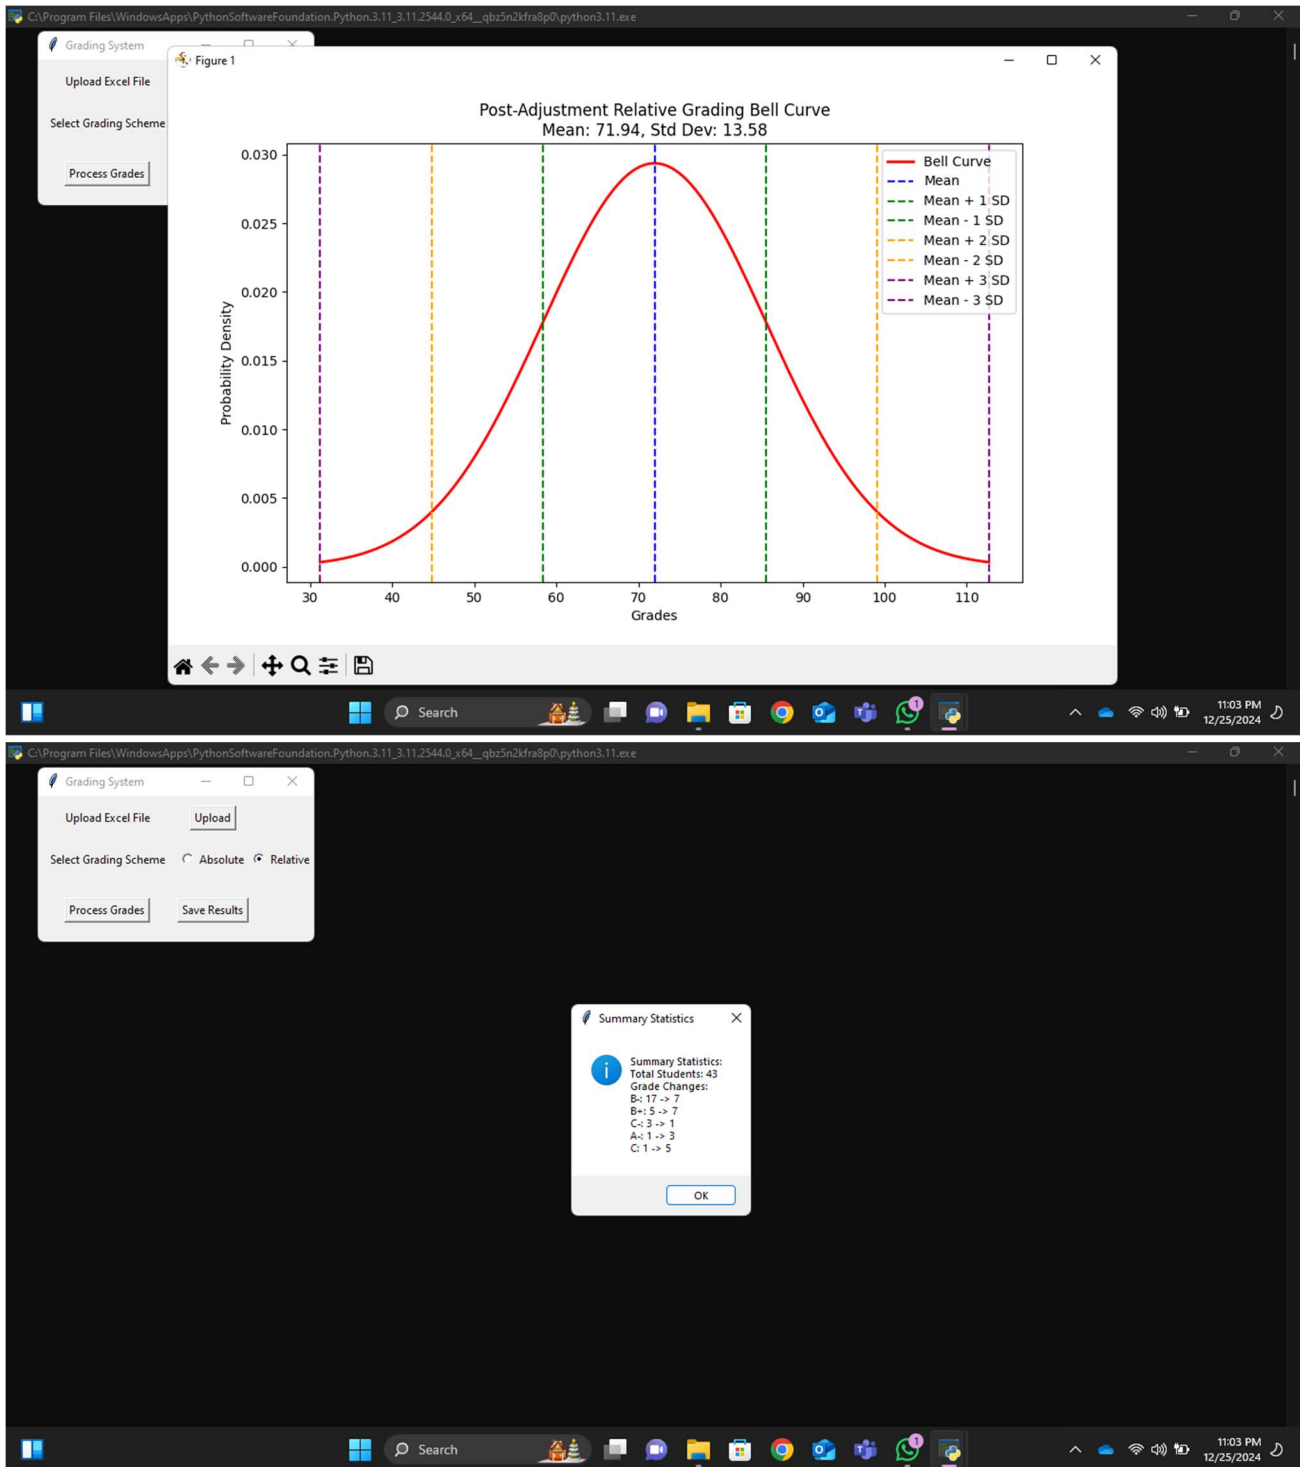 C:\Program Files\WindowsApps\PythonSoftwareFoundation.Python.3.11_3.11.2544.0_x64__qbz5n2kfra8p0\python3.11.exe
Grading System
Upload Excel File
Select Grading Scheme
Process Grades
Figure 1
Post-Adjustment Relative Grading Bell Curve
Mean: 71.94, Std Dev: 13.58
0.030
0.025
0.020
0.015
0.010
0.005
0.000
Probability Density
30 40 50 60 70 80 90 100 110
Grades
Bell Curve
Mean
Mean + 1 SD
Mean - 1 SD
Mean + 2 SD
Mean - 2 SD
Mean + 3 SD
Mean - 3 SD
Search
1
11:03 PM
12/25/2024
C:\Program Files\WindowsApps\PythonSoftwareFoundation.Python.3.11_3.11.2544.0_x64__qbz5n2kfra8p0\python3.11.exe
Grading System
Upload Excel File Upload
Select Grading Scheme Absolute Relative
Process Grades Save Results
Summary Statistics
Summary Statistics:
Total Students: 43
Grade Changes:
B-: 17 -> 7
B+: 5 -> 7
C-: 3 -> 1
A-: 1 -> 3
C: 1 -> 5
OK
Search
1
11:03 PM
12/25/2024